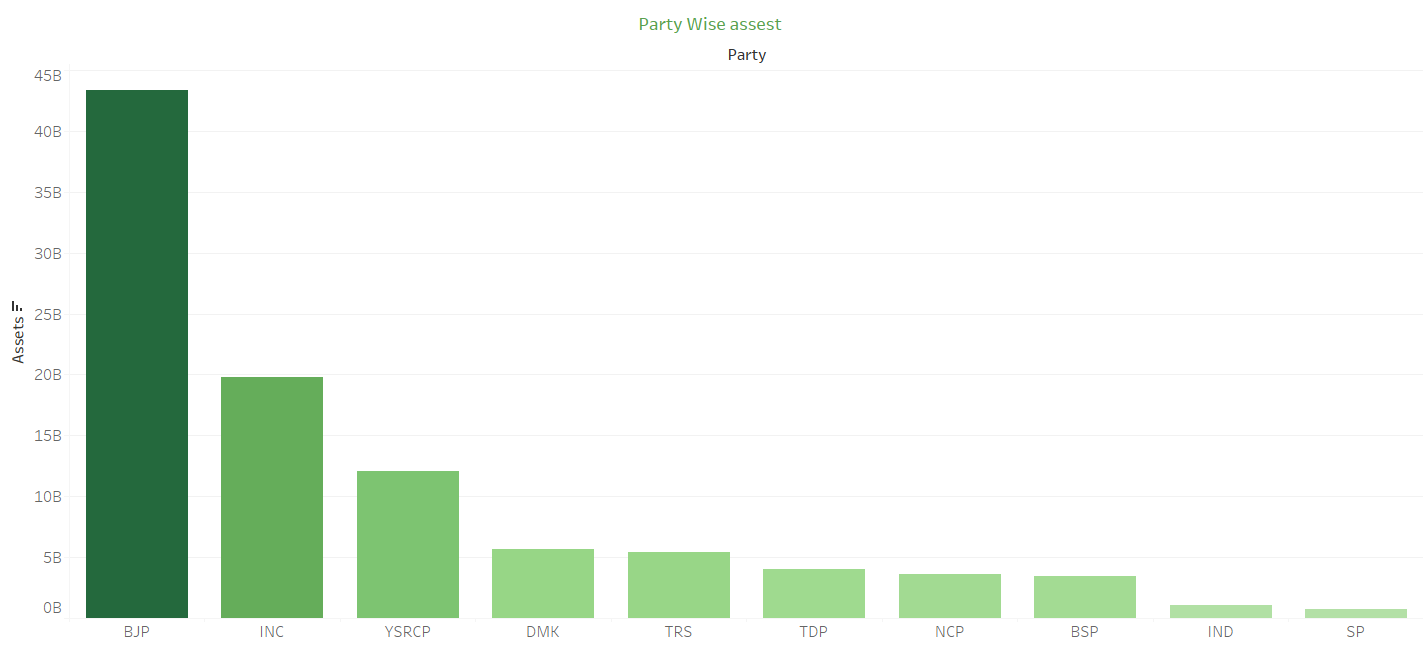 Party Wise assest
Party
45B
40B
35B
30B
25B
20B
15B
10B
5B
0B
Assets
BJP INC YSRCP DMK TRS TDP NCP BSP IND SP